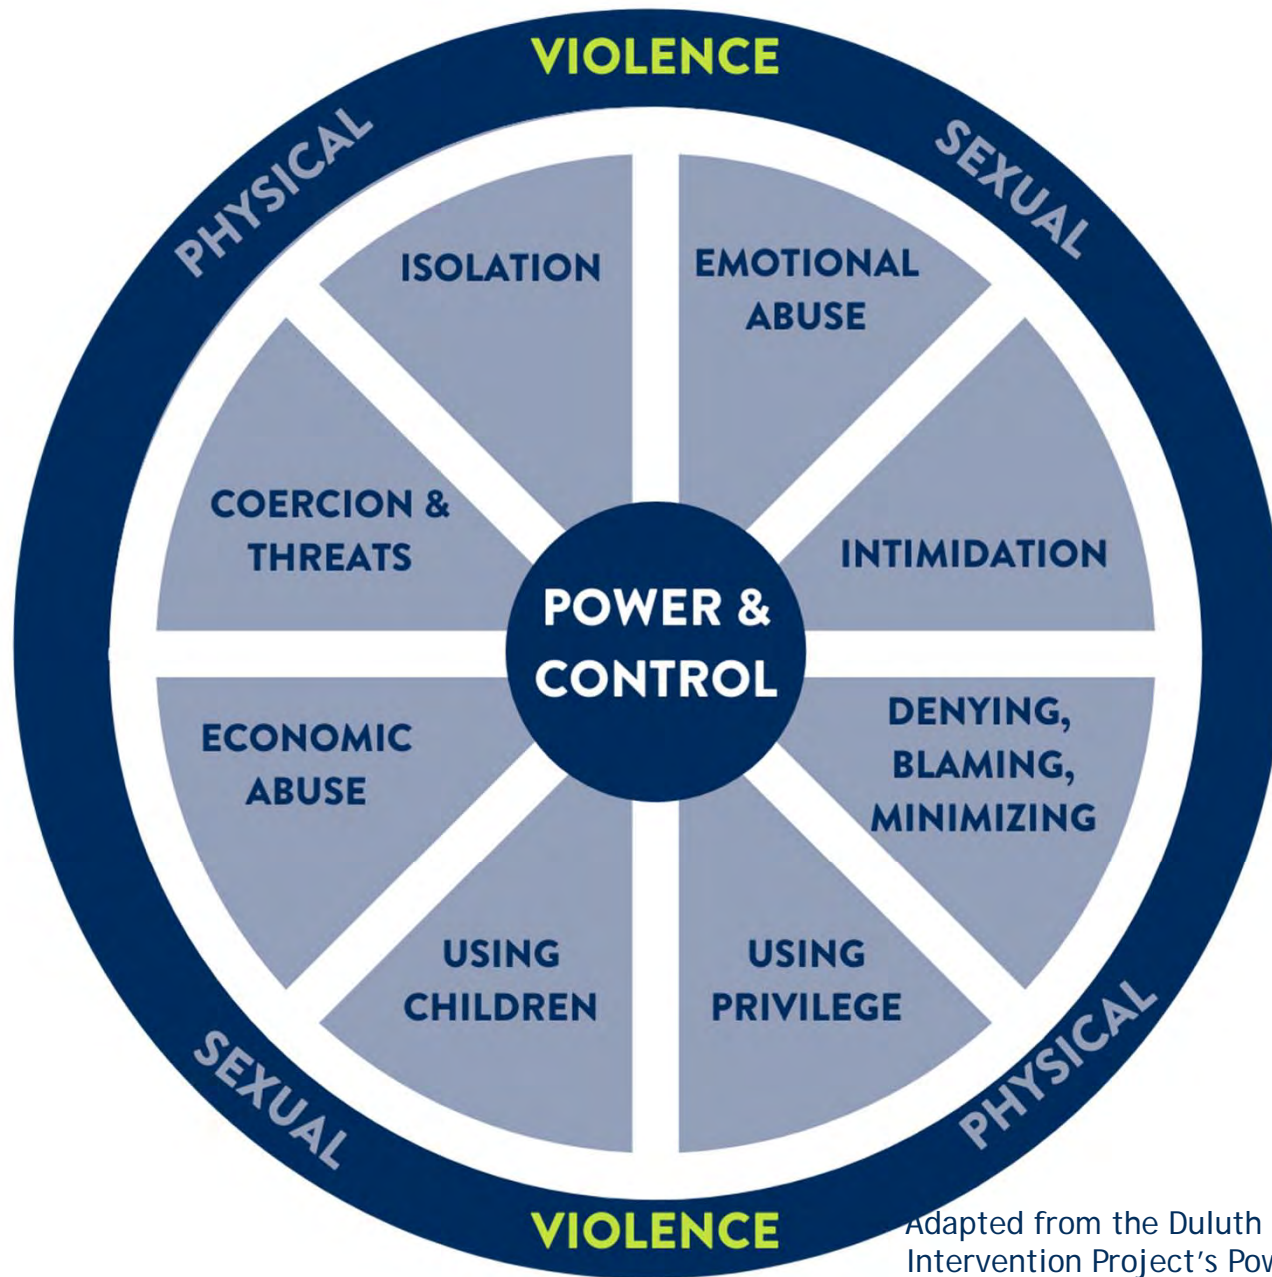 VIOLENCE
PHYSICAL
SEXUAL
ISOLATION
EMOTIONAL
ABUSE
COERCION &
THREATS
INTIMIDATION
POWER &
CONTROL
ECONOMIC
ABUSE
DENYING,
BLAMING,
MINIMIZING
USING
CHILDREN
USING
PRIVILEGE
SEXUAL
PHYSICAL
VIOLENCE
Adapted from the Duluth
Intervention Project's